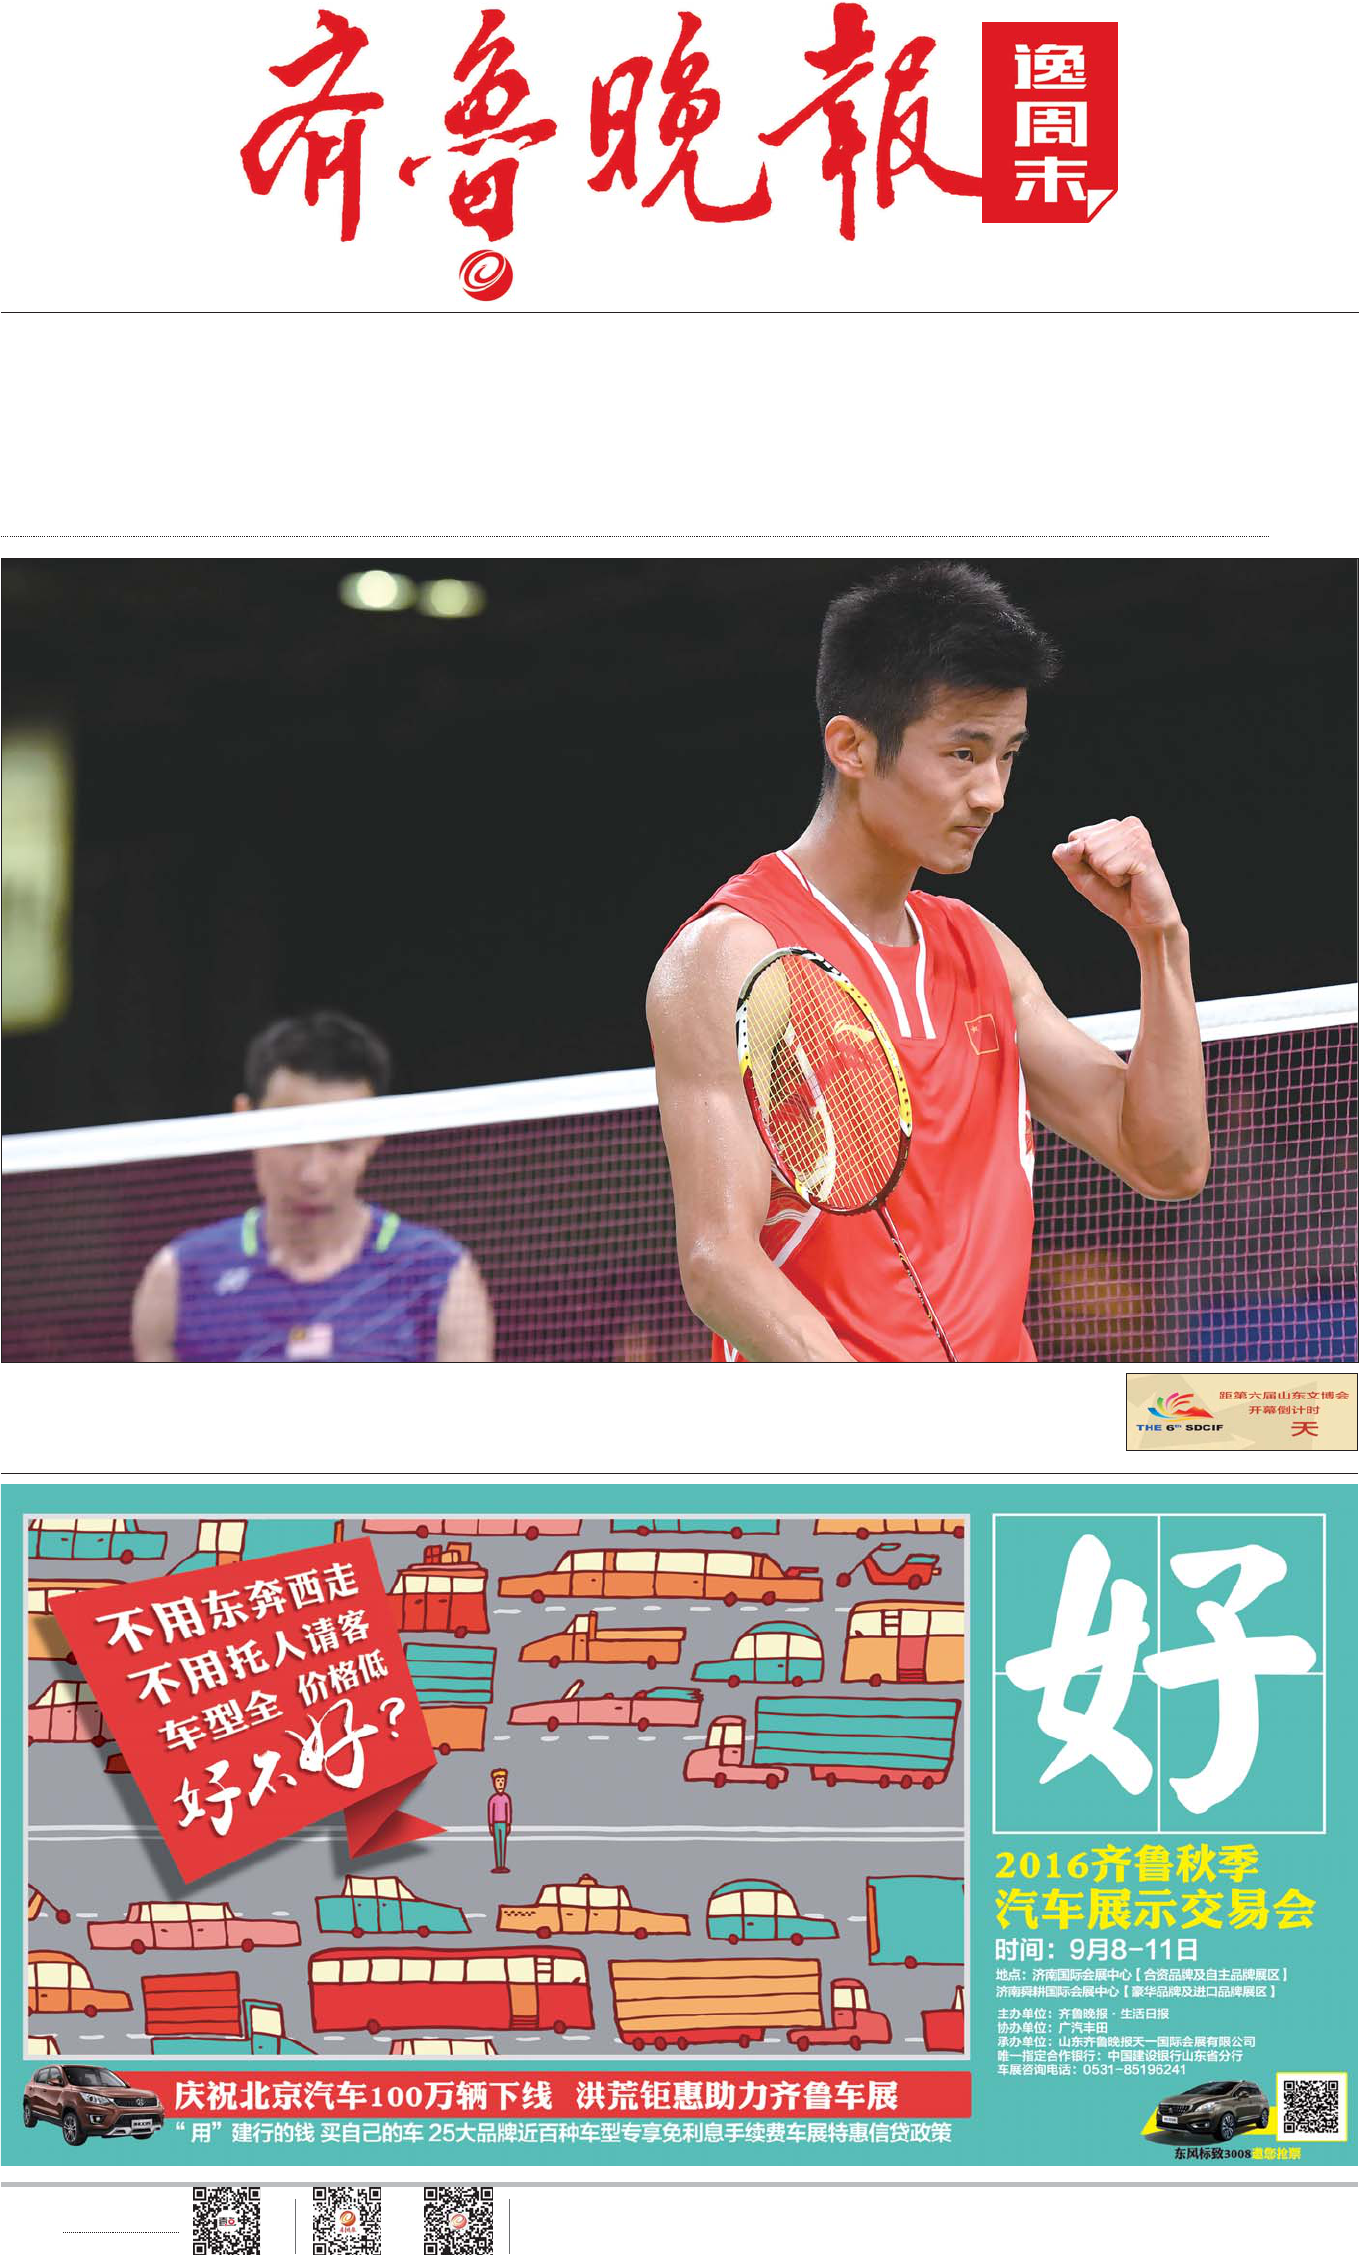 齐鲁晚報
逸周末
距第六届山东文博会
开幕倒计时
天
THE 6TH SDCIF
不用东奔西走
不用托人请客
车型全 价格低
好不好？
好
2016齐鲁秋季
汽车展示交易会
时间：9月8-11日
地点：济南国际会展中心【合资品牌及自主品牌展区】
济南舜耕国际会展中心【豪华品牌及进口品牌展区】
主办单位：齐鲁晚报·生活日报
协办单位：广汽丰田
承办单位：山东齐鲁晚报天一国际会展有限公司
唯一指定合作银行：中国建设银行山东省分行
车展咨询电话：0531-85196241
东风标致3008邀您抢票
庆祝北京汽车100万辆下线 洪荒钜惠助力齐鲁车展
“用”建行的钱 买自己的车 25大品牌近百种车型专享免利息手续费车展特惠信贷政策